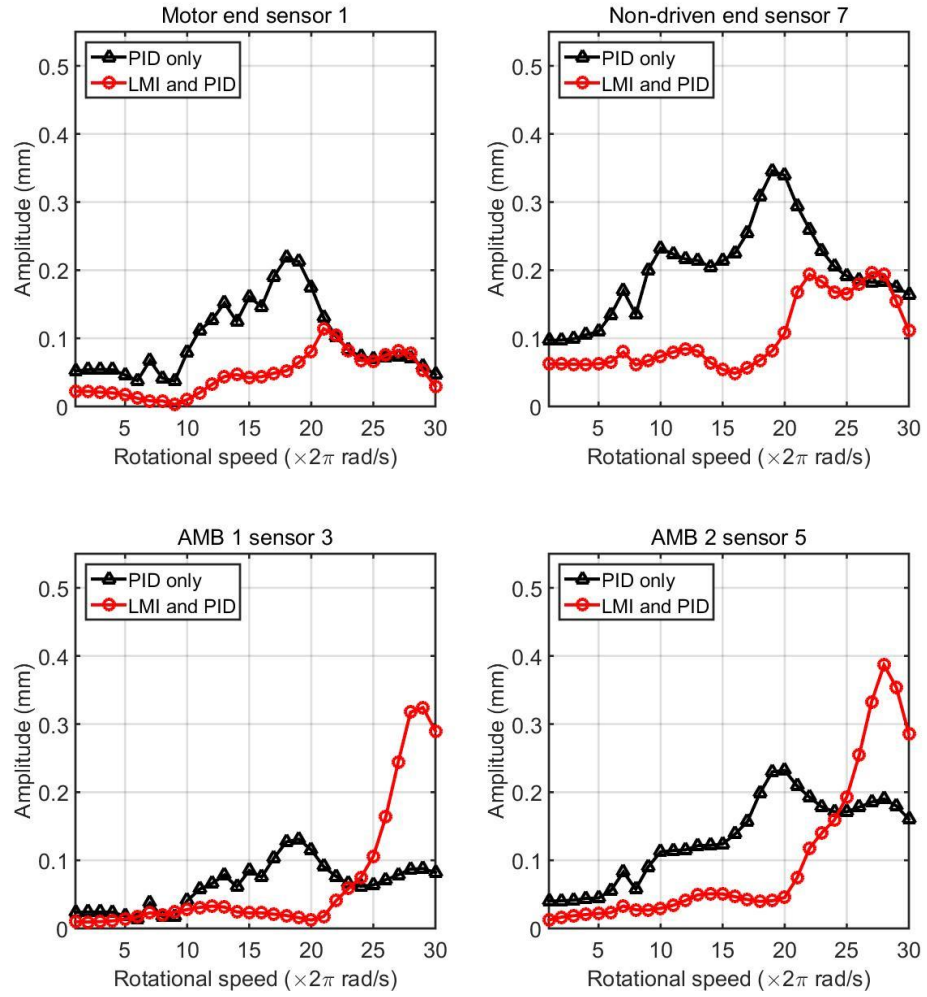 Motor end sensor 1
PID only
LMI and PID
0.5
0.4
0.3
0.2
0.1
0
Amplitude (mm)
5 10 15 20 25 30
Rotational speed (×2π rad/s)
Non-driven end sensor 7
PID only
LMI and PID
0.5
0.4
0.3
0.2
0.1
0
Amplitude (mm)
5 10 15 20 25 30
Rotational speed (×2π rad/s)
AMB 1 sensor 3
PID only
LMI and PID
0.5
0.4
0.3
0.2
0.1
0
Amplitude (mm)
5 10 15 20 25 30
Rotational speed (×2π rad/s)
AMB 2 sensor 5
PID only
LMI and PID
0.5
0.4
0.3
0.2
0.1
0
Amplitude (mm)
5 10 15 20 25 30
Rotational speed (×2π rad/s)